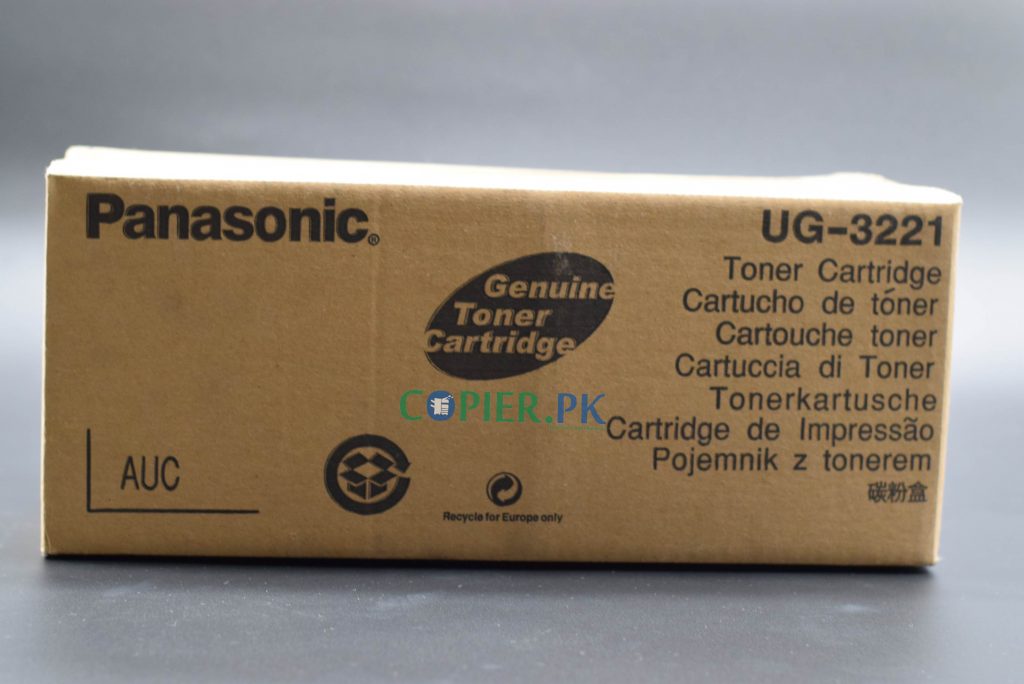 Panasonic®
UG-3221
Genuine
Toner
Cartridge
Toner Cartridge
Cartucho de tóner
Cartouche toner
Cartuccia di Toner
Tonerkartusche
Cartridge de Impressão
Pojemnik z tonerem
碳粉盒
COPIER.PK
AUC
Recycle for Europe only